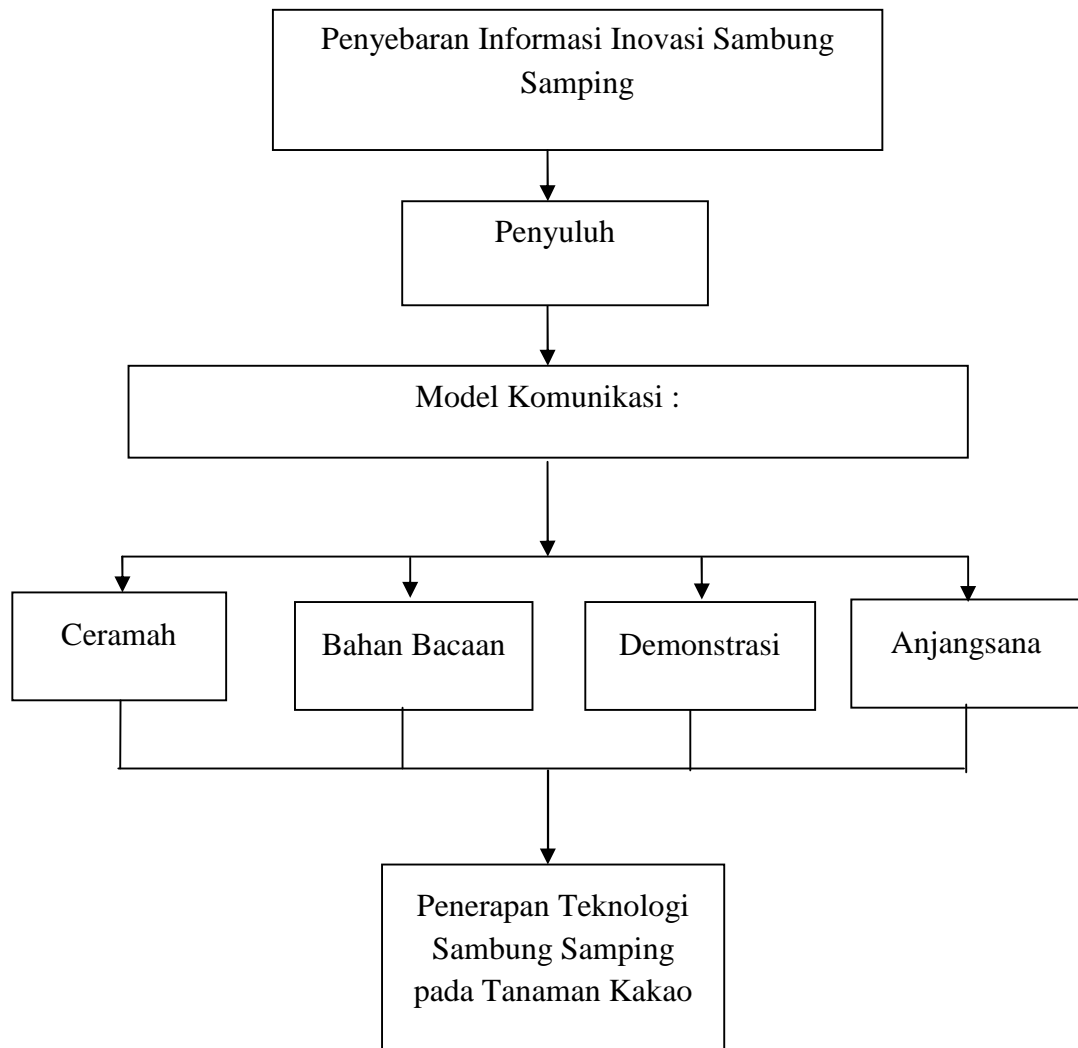 Penyebaran Informasi Inovasi Sambung
Samping
Penyuluh
Model Komunikasi :
Ceramah
Bahan Bacaan
Demonstrasi
Anjangsana
Penerapan Teknologi
Sambung Samping
pada Tanaman Kakao